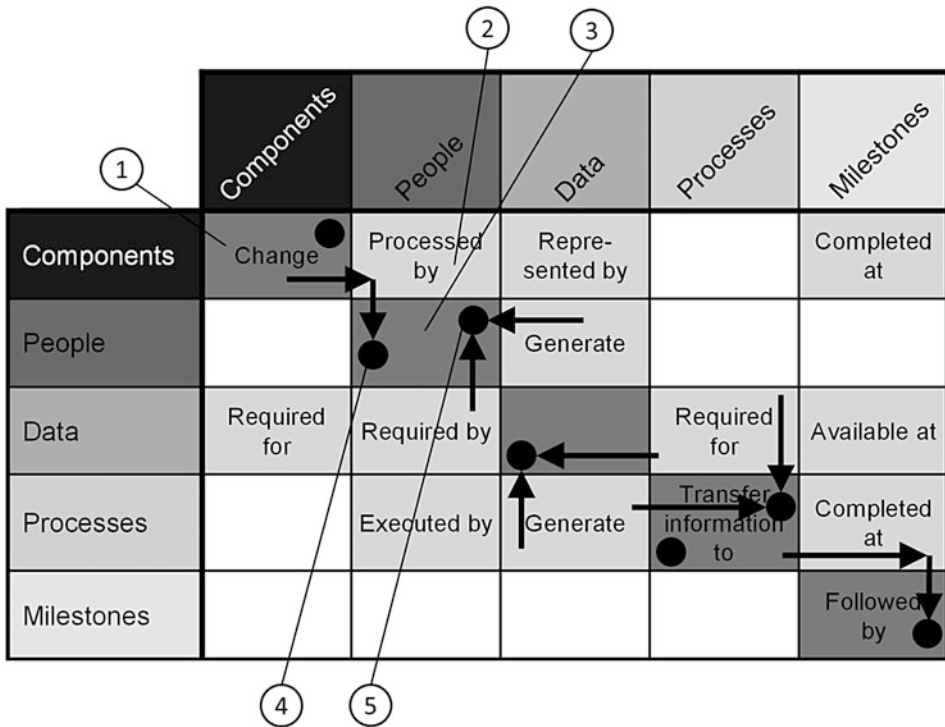 2
3
1
Components
People
Data
Processes
Milestones
Components
Change
Processed
by
Repre-
sented by
Completed
at
People
Generate
Data
Required
for
Required by
Required
for
Available at
Processes
Executed by
Generate
Transfer
information
to
Completed
at
Milestones
Followed
by
4
5